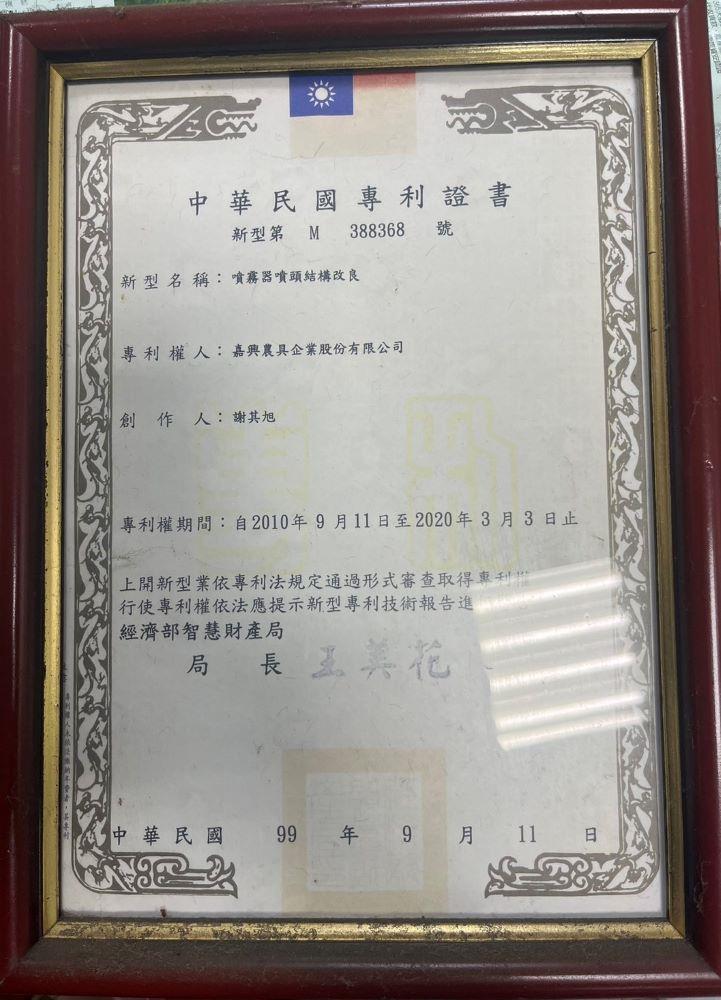 中華民國專利證書
新型第 M 388368 號
新型名稱：噴霧器噴頭結構改良
專利權人：嘉興農具企業股份有限公司
創作人：謝其旭
專利權期間：自2010年9月11日至2020年3月3日止
上開新型業依專利法規定通過形式審查取得專利權
行使專利權依法應提示新型專利技術報告進
經濟部智慧財產局
局長 王美花
中華民國 99 年 9 月 11 日